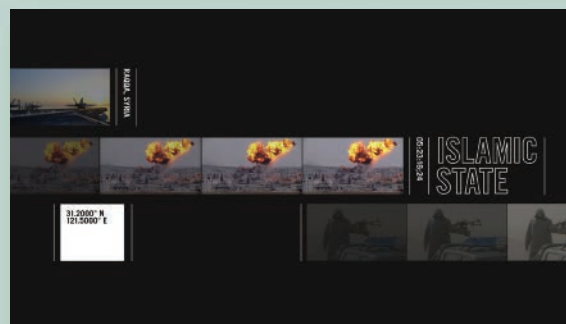 RAQQA, SYRIA
05-23-16-24
ISLAMIC
STATE
31.2000° N
121.5000° E